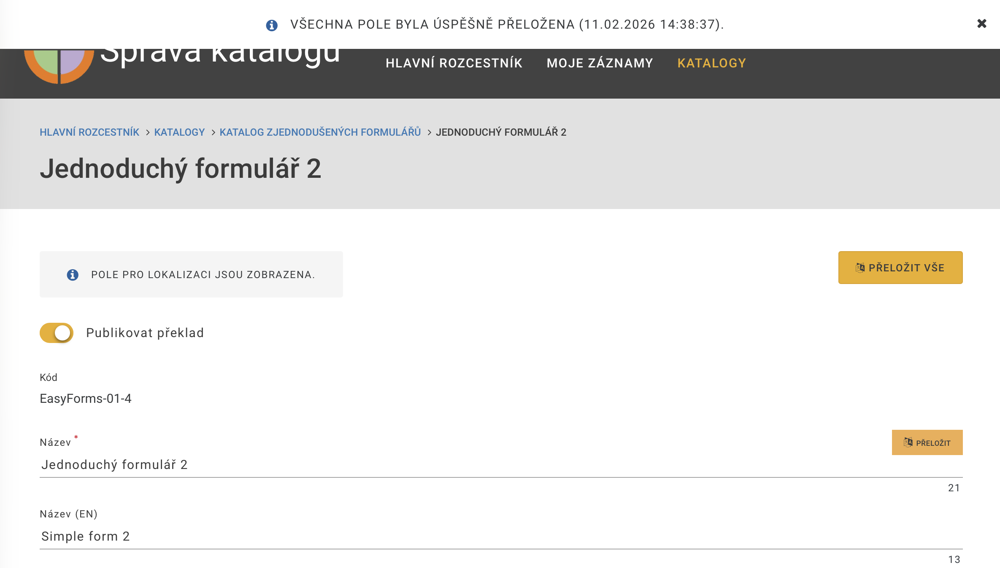 VŠECHNA POLE BYLA ÚSPĚŠNĚ PŘELOŽENA (11.02.2026 14:38:37).
Správa katalogů
HLAVNÍ ROZCESTNÍK MOJE ZÁZNAMY KATALOGY
HLAVNÍ ROZCESTNÍK > KATALOGY > KATALOG ZJEDNODUŠENÝCH FORMULÁŘŮ > JEDNODUCHÝ FORMULÁŘ 2
Jednoduchý formulář 2
POLE PRO LOKALIZACI JSOU ZOBRAZENA.
PŘELOŽIT VŠE
Publikovat překlad
Kód
EasyForms-01-4
Název *
PŘELOŽIT
Jednoduchý formulář 2
21
Název (EN)
Simple form 2
13